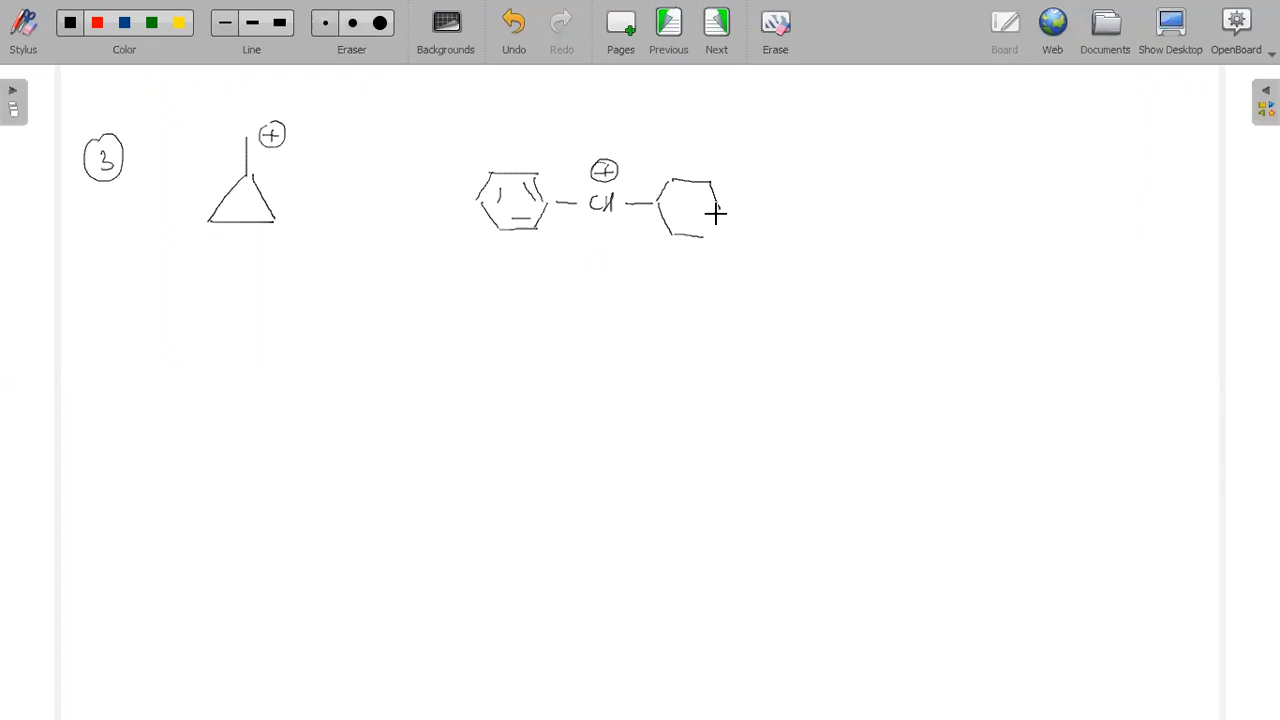 Stylus Color Line Eraser Backgrounds Undo Redo Pages Previous Next Erase Board Web Documents Show Desktop OpenBoard
3
+
+
CH